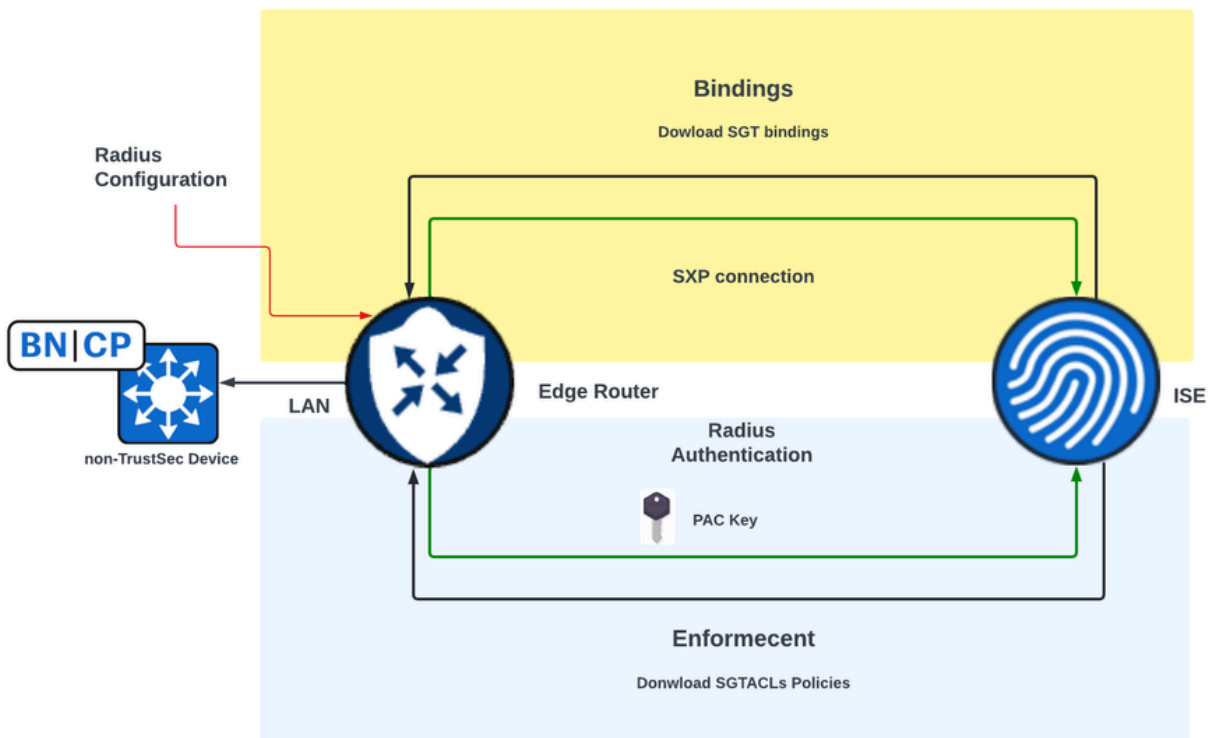 Bindings
Dowload SGT bindings
Radius
Configuration
SXP connection
BN|CP
Edge Router
ISE
LAN
non-TrustSec Device
Radius
Authentication
PAC Key
Enformecent
Donwload SGTACLs Policies